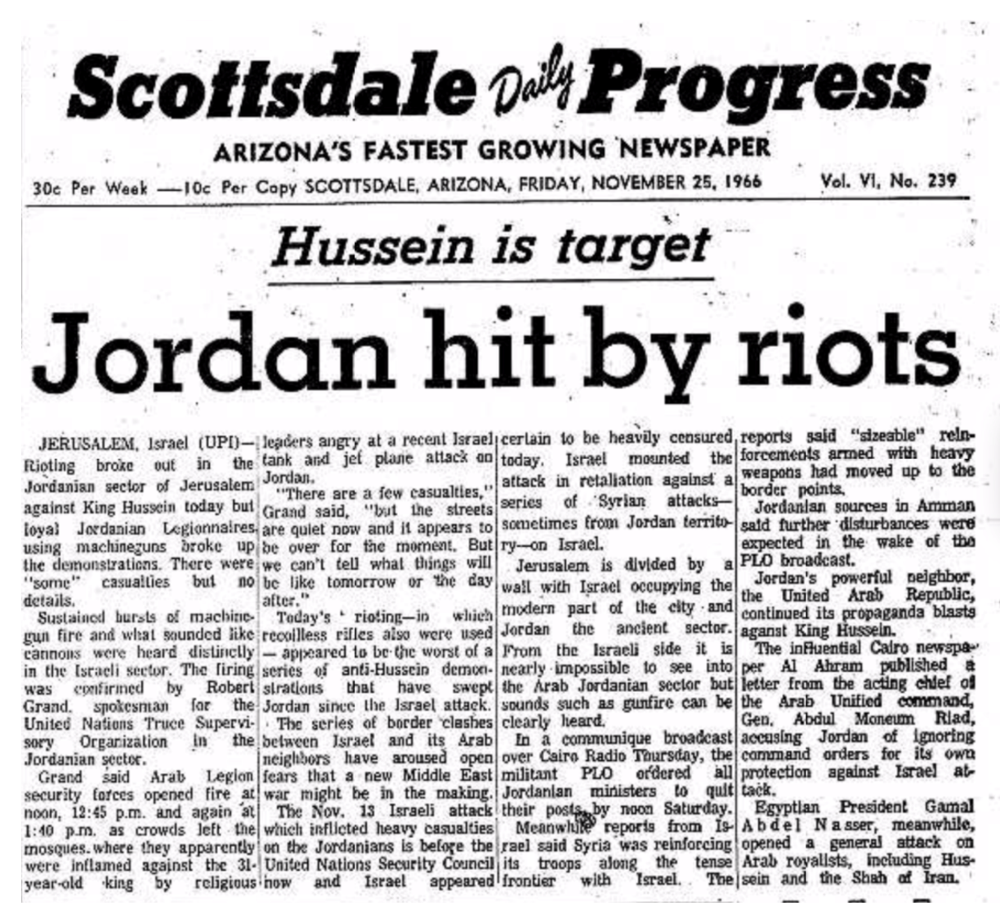 Scottsdale Daily Progress
ARIZONA'S FASTEST GROWING NEWSPAPER
30c Per Week —10c Per Copy SCOTTSDALE, ARIZONA, FRIDAY, NOVEMBER 25, 1966 Vol. VI, No. 239
Hussein is target
Jordan hit by riots
JERUSALEM, Israel (UPI)—
Rioting broke out in the
Jordanian sector of Jerusalem
against King Hussein today but
loyal Jordanian Legionnaires
using machineguns broke up
the demonstrations. There were
"some" casualties but no
details.
Sustained bursts of machine-
gun fire and what sounded like
cannons were heard distinctly
in the Israeli sector. The firing
was confirmed by Robert
Grand, spokesman for the
United Nations Truce Supervi-
sory Organization in the
Jordanian sector.
Grand said Arab Legion
security forces opened fire at
noon, 12:45 p.m. and again at
1:40 p.m. as crowds left the
mosques where they apparently
were inflamed against the 31-
year-old king by religious
leaders angry at a recent Israel
tank and jet plane attack on
Jordan.
"There are a few casualties,"
Grand said, "but the streets
are quiet now and it appears to
be over for the moment. But
we can't tell what things will
be like tomorrow or the day
after."
Today's rioting—in which
recoilless rifles also were used
— appeared to be the worst of a
series of anti-Hussein demon-
strations that have swept
Jordan since the Israel attack.
The series of border clashes
between Israel and its Arab
neighbors have aroused open
fears that a new Middle East
war might be in the making.
The Nov. 13 Israeli attack
which inflicted heavy casualties
on the Jordanians is before the
United Nations Security Council
now and Israel appeared
certain to be heavily censured
today. Israel mounted the
attack in retaliation against a
series of Syrian attacks—
sometimes from Jordan territo-
ry—on Israel.
Jerusalem is divided by a
wall with Israel occupying the
modern part of the city and
Jordan the ancient sector.
From the Israeli side it is
nearly impossible to see into
the Arab Jordanian sector but
sounds such as gunfire can be
clearly heard.
In a communique broadcast
over Cairo Radio Thursday, the
militant PLO ordered all
Jordanian ministers to quit
their posts by noon Saturday.
Meanwhile reports from Is-
rael said Syria was reinforcing
its troops along the tense
frontier with Israel. The
reports said "sizeable" rein-
forcements armed with heavy
weapons had moved up to the
border points.
Jordanian sources in Amman
said further disturbances were
expected in the wake of the
PLO broadcast.
Jordan's powerful neighbor,
the United Arab Republic,
continued its propaganda blasts
aganst King Hussein.
The influential Cairo newspa-
per Al Ahram published a
letter from the acting chief of
the Arab Unified command,
Gen. Abdul Moneum Riad,
accusing Jordan of ignoring
command orders for its own
protection against Israel at-
tack.
Egyptian President Gamal
Abdel Nasser, meanwhile,
opened a general attack on
Arab royalists, including Hus-
sein and the Shah of Iran.